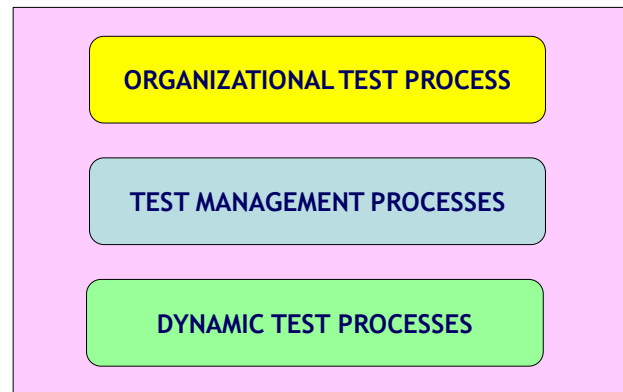 ORGANIZATIONAL TEST PROCESS
TEST MANAGEMENT PROCESSES
DYNAMIC TEST PROCESSES